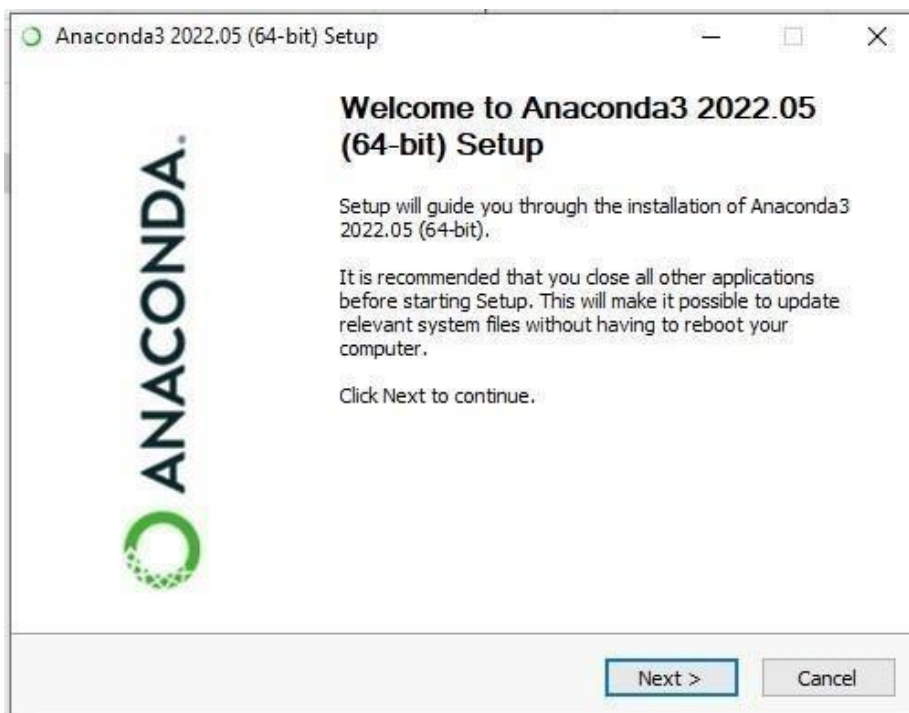 Anaconda3 2022.05 (64-bit) Setup
Welcome to Anaconda3 2022.05
(64-bit) Setup
Setup will guide you through the installation of Anaconda3
2022.05 (64-bit).
It is recommended that you close all other applications
before starting Setup. This will make it possible to update
relevant system files without having to reboot your
computer.
Click Next to continue.
ANACONDA.
Next >
Cancel